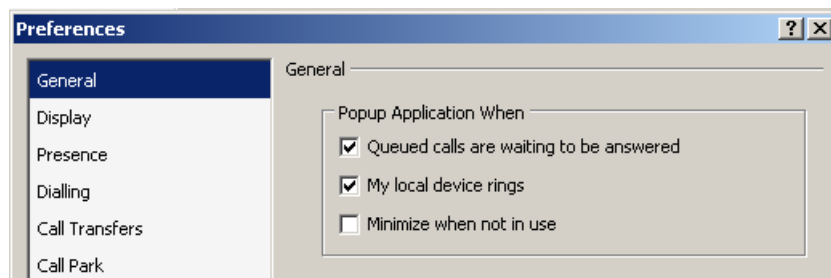 Preferences
General
Display
Presence
Dialling
Call Transfers
Call Park
General
Popup Application When
Queued calls are waiting to be answered
My local device rings
Minimize when not in use